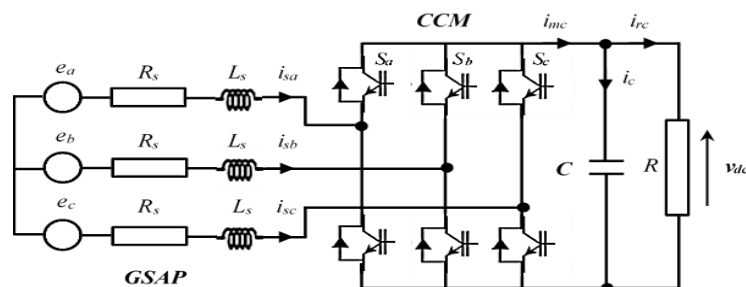 CCM
i_mc
i_rc
e_a
R_s
L_s
i_sa
S_a
S_b
S_c
i_c
e_b
R_s
L_s
i_sb
C
R
v_dc
e_c
R_s
L_s
i_sc
GSAP